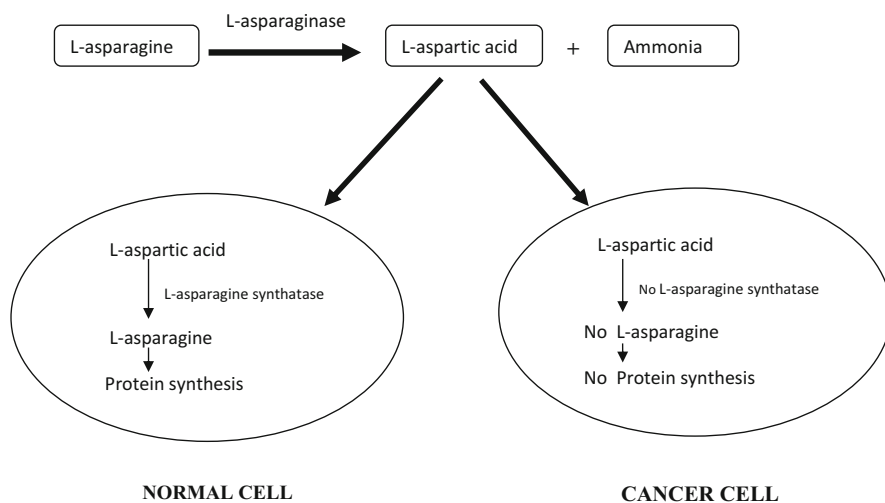 L-asparaginase
L-asparagine
L-aspartic acid
+
Ammonia
L-aspartic acid
L-asparagine synthatase
L-asparagine
Protein synthesis
L-aspartic acid
No L-asparagine synthatase
No L-asparagine
No Protein synthesis
NORMAL CELL
CANCER CELL